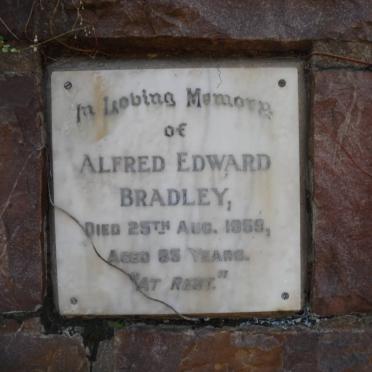 In Loving Memory
of
ALFRED EDWARD
BRADLEY,
DIED 25TH AUG. 1959,
AGED 85 YEARS.
"AT REST."